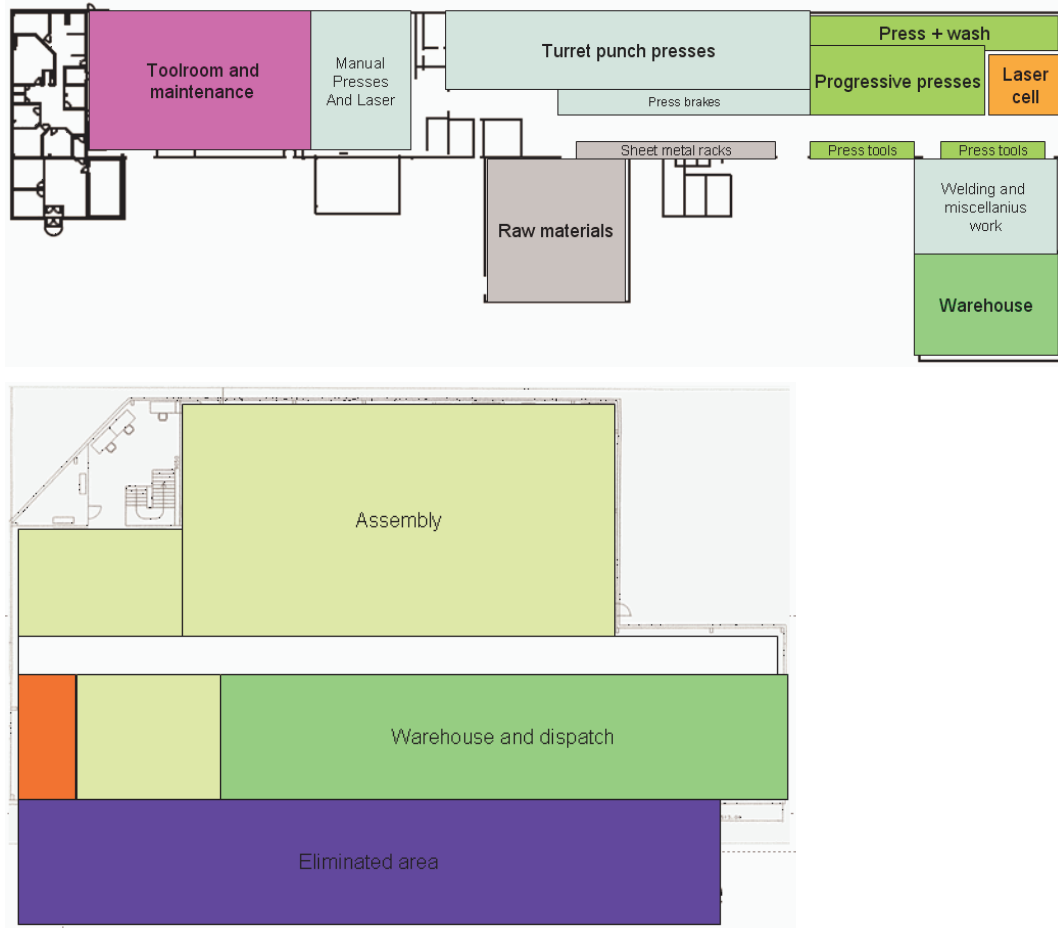 Toolroom and
maintenance
Manual
Presses
And Laser
Turret punch presses
Press brakes
Press + wash
Progressive presses
Laser
cell
Sheet metal racks
Press tools
Press tools
Raw materials
Welding and
miscellanius
work
Warehouse
Assembly
Warehouse and dispatch
Eliminated area